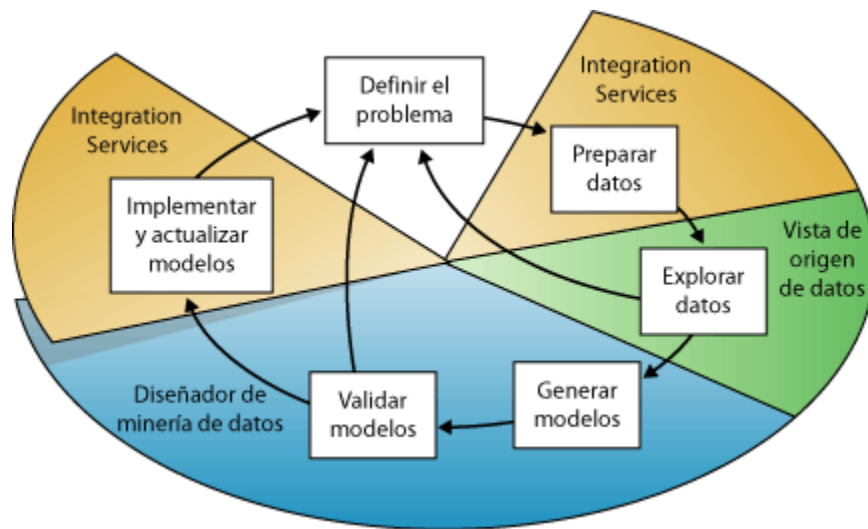 Definir el
problema
Integration
Services
Preparar
datos
Vista de
origen
de datos
Explorar
datos
Generar
modelos
Validar
modelos
Diseñador de
minería de datos
Implementar
y actualizar
modelos
Integration
Services